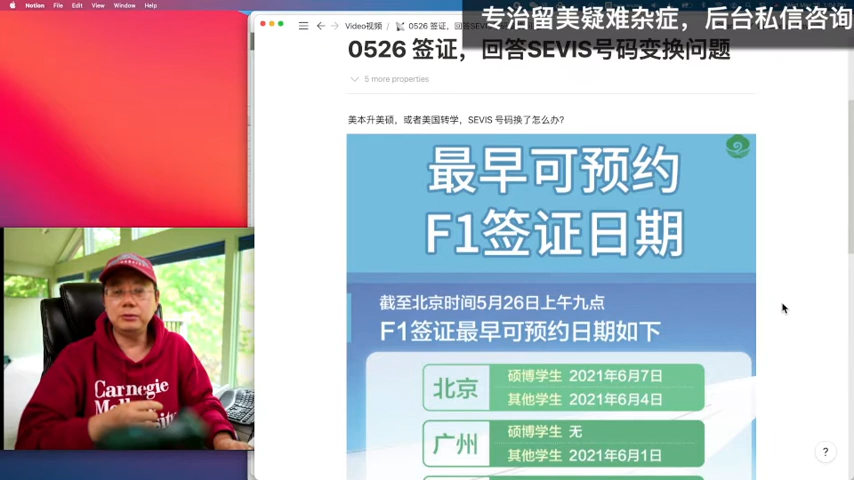 Notion File Edit View Window Help
专治留美疑难杂症，后台私信咨询
Video视频 / 0526 签证，回答SEVIS
0526 签证，回答SEVIS号码变换问题
5 more properties
美本升美硕，或者美国转学，SEVIS 号码换了怎么办?
最早可预约
F1签证日期
截至北京时间5月26日上午九点
F1签证最早可预约日期如下
北京
硕博学生 2021年6月7日
其他学生 2021年6月4日
广州
硕博学生 无
其他学生 2021年6月1日
Carnegie
?